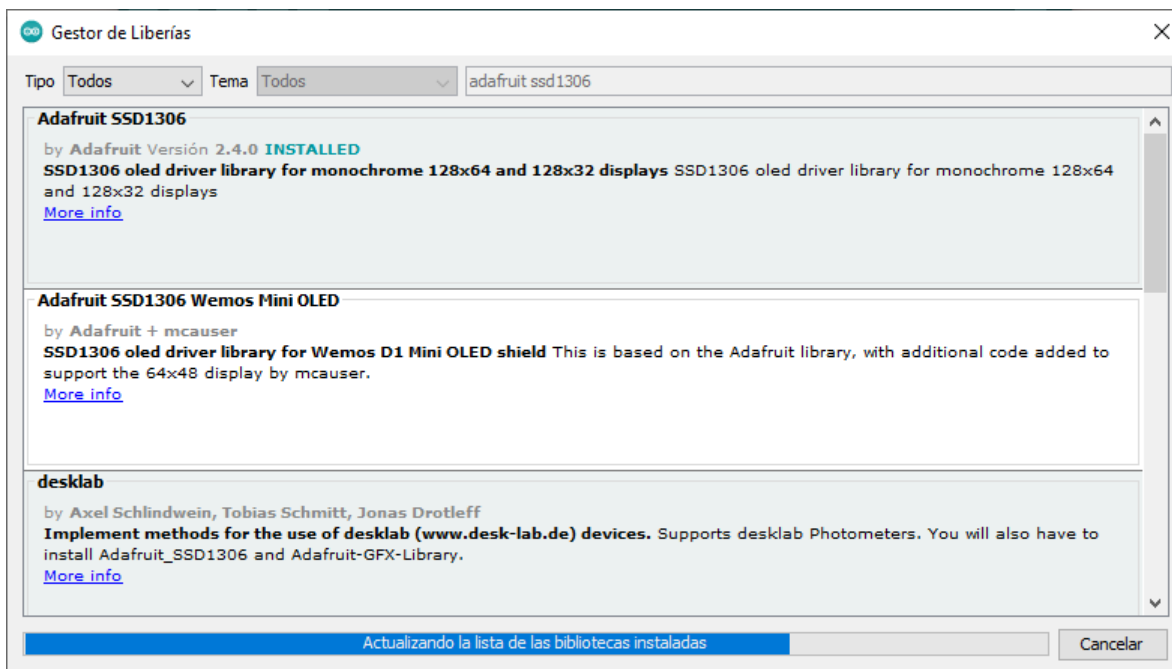 Gestor de Liberías
Tipo Todos Tema Todos adafruit ssd1306
Adafruit SSD1306
by Adafruit Versión 2.4.0 INSTALLED
SSD1306 oled driver library for monochrome 128x64 and 128x32 displays SSD1306 oled driver library for monochrome 128x64
and 128x32 displays
More info
Adafruit SSD1306 Wemos Mini OLED
by Adafruit + mcauser
SSD1306 oled driver library for Wemos D1 Mini OLED shield This is based on the Adafruit library, with additional code added to
support the 64x48 display by mcauser.
More info
desklab
by Axel Schlindwein, Tobias Schmitt, Jonas Drotleff
Implement methods for the use of desklab (www.desk-lab.de) devices. Supports desklab Photometers. You will also have to
install Adafruit_SSD1306 and Adafruit-GFX-Library.
More info
Actualizando la lista de las bibliotecas instaladas Cancelar